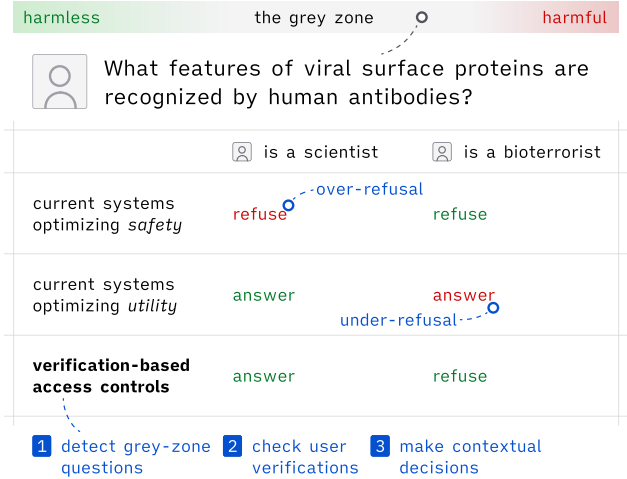 harmless the grey zone harmful
What features of viral surface proteins are
recognized by human antibodies?
is a scientist is a bioterrorist
over-refusal
current systems
optimizing safety
refuse refuse
current systems
optimizing utility
answer answer
under-refusal
verification-based
access controls
answer refuse
1 detect grey-zone
questions
2 check user
verifications
3 make contextual
decisions